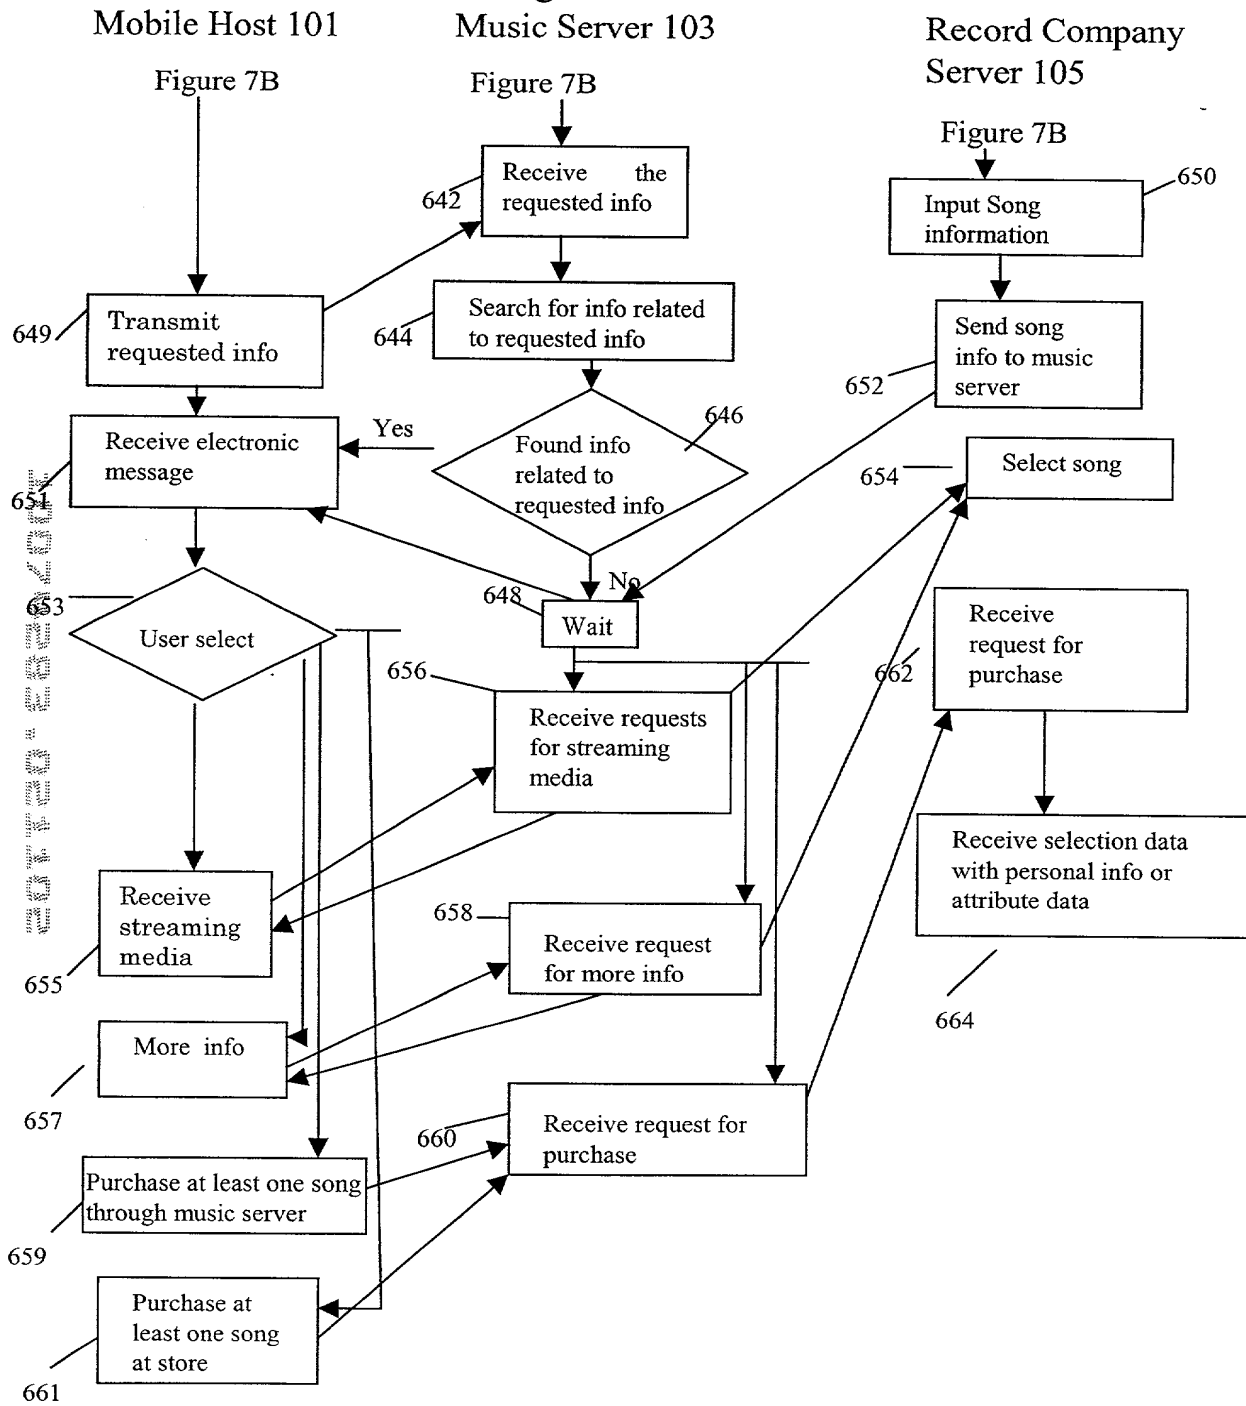 Mobile Host 101
Music Server 103
Record Company
Server 105
Figure 7B
Figure 7B
Figure 7B
Receive the
requested info
642
Input Song
information
650
Transmit
requested info
649
Search for info related
to requested info
644
Send song
info to music
server
652
Receive electronic
message
651
Yes
Found info
related to
requested info
646
Select song
654
No
Wait
648
User select
653
Receive
request for
purchase
662
Receive requests
for streaming
media
656
Receive selection data
with personal info or
attribute data
664
Receive
streaming
media
655
Receive request
for more info
658
More info
657
Receive request for
purchase
660
Purchase at least one song
through music server
659
Purchase at
least one song
at store
661